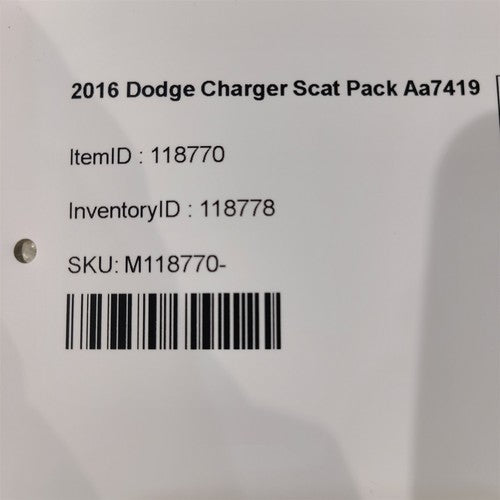 2016 Dodge Charger Scat Pack Aa7419
ItemID : 118770
InventoryID : 118778
SKU: M118770-